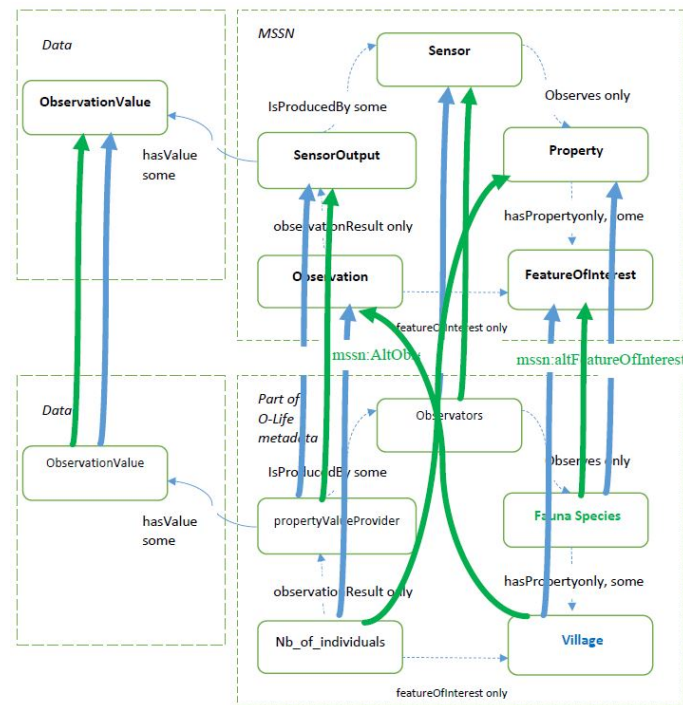 Data
MSSN
Sensor
ObservationValue
IsProducedBy some
Observes only
hasValue
some
SensorOutput
Property
observationResult only
hasPropertyonly, some
Observation
FeatureOfInterest
featureOfInterest only
mssn:altFeatureOfInterest
Data
Part of
O-Life
metadata
Observators
ObservationValue
IsProducedBy some
Observes only
hasValue
some
propertyValueProvider
Fauna Species
observationResult only
hasPropertyonly, some
Nb_of_individuals
Village
featureOfInterest only